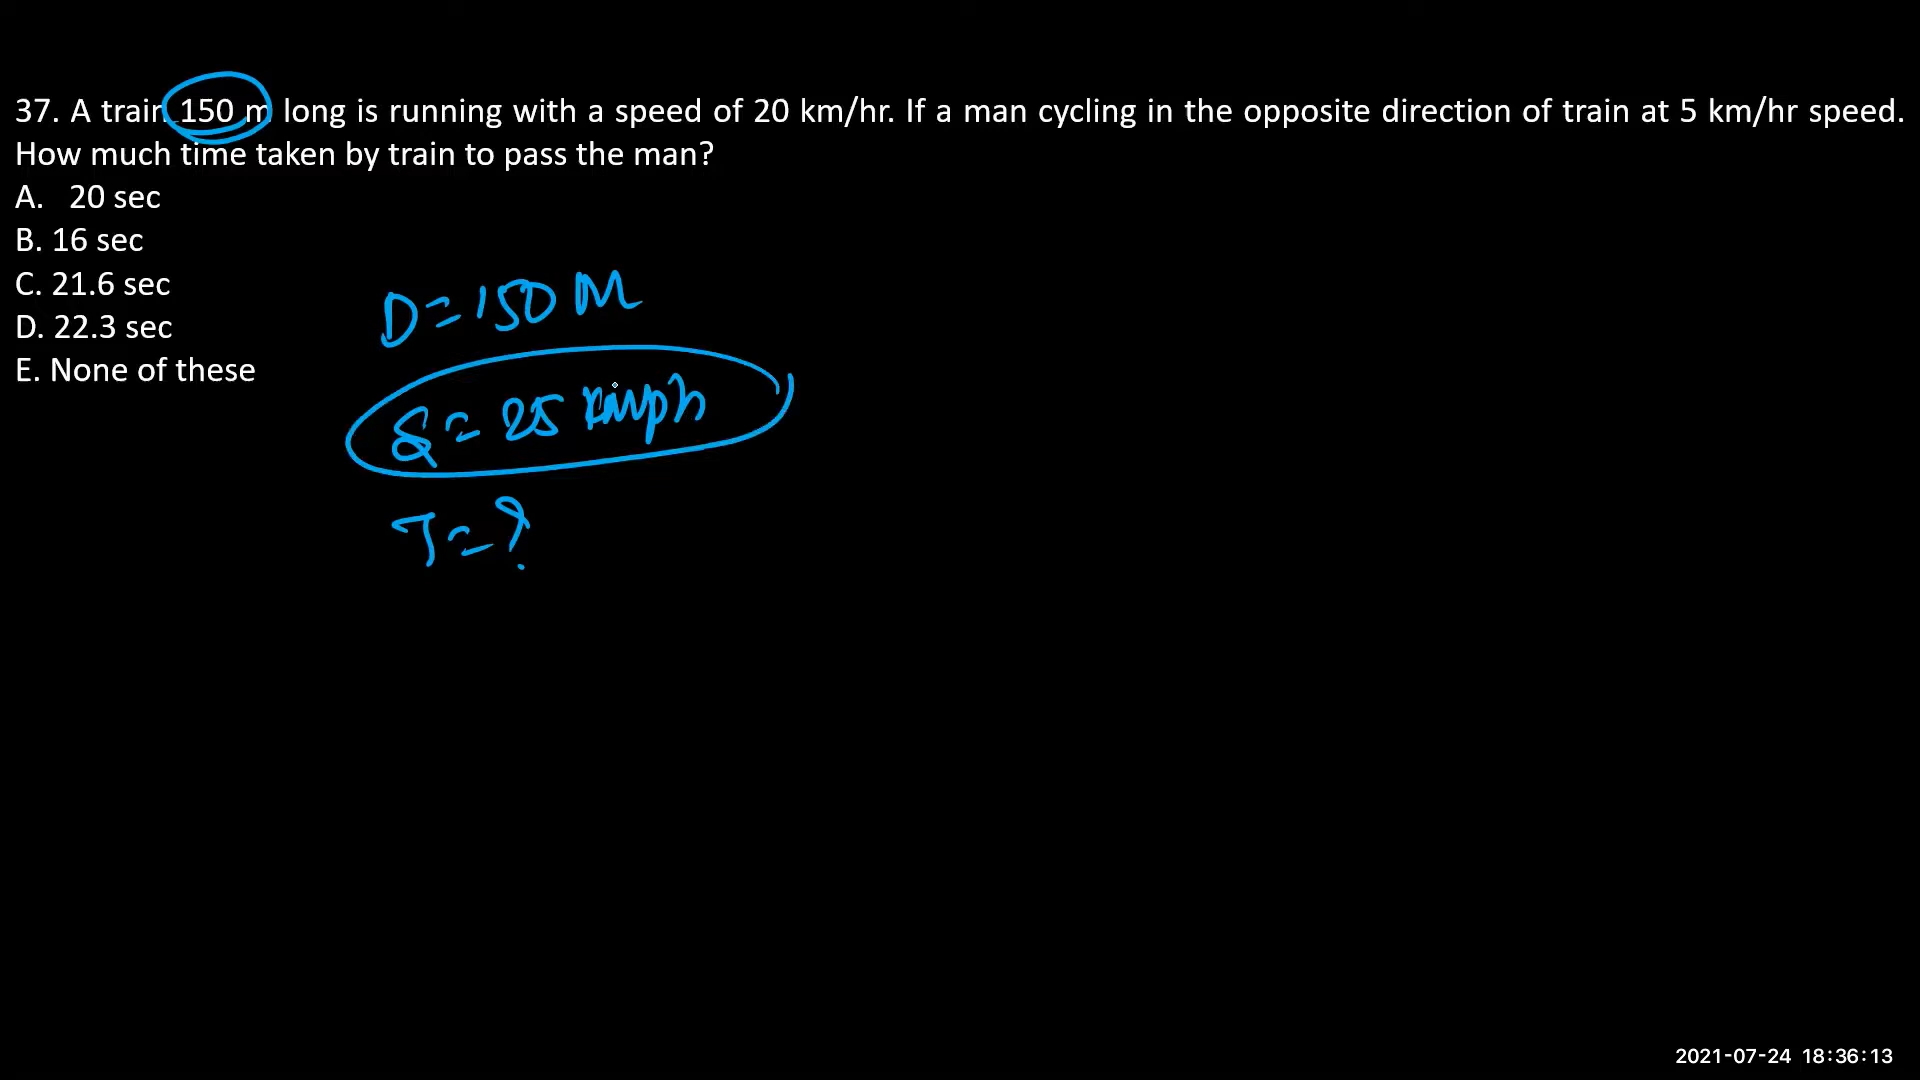 37. A train 150 m long is running with a speed of 20 km/hr. If a man cycling in the opposite direction of train at 5 km/hr speed.
How much time taken by train to pass the man?
A. 20 sec
B. 16 sec
C. 21.6 sec
D. 22.3 sec
E. None of these
D=150 M
S=25 kmph
T=?
2021-07-24 18:36:13